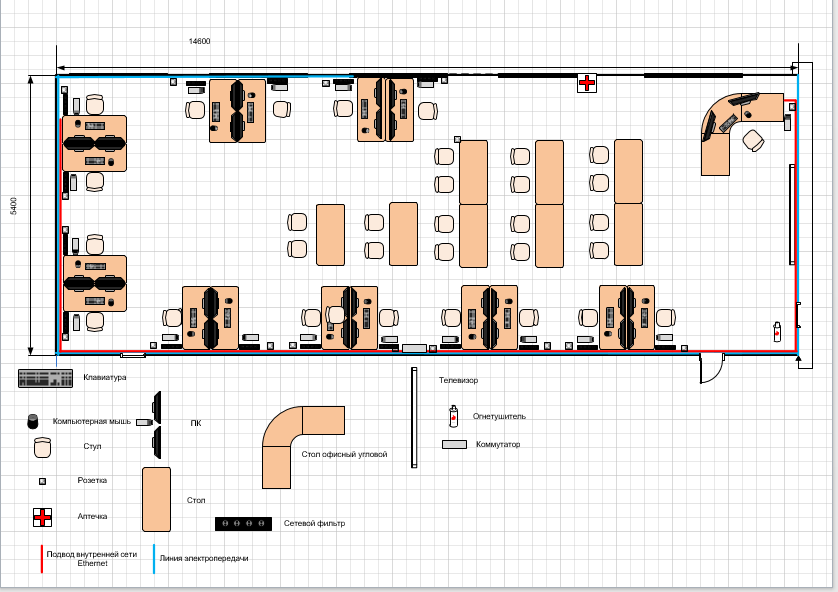 14600
5400
Клавиатура
Телевизор
Компьютерная мышь
ПК
Огнетушитель
Стул
Коммутатор
Стол офисный угловой
Розетка
Стол
Аптечка
Сетевой фильтр
Подвод внутренней сети
Ethernet
Линия электропередачи